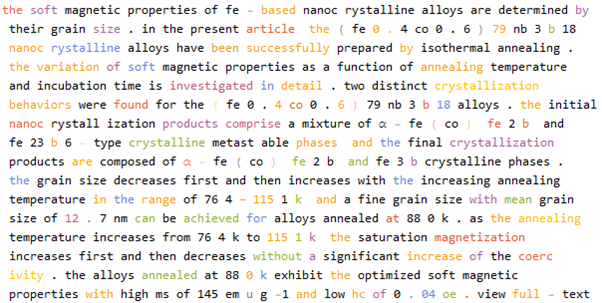 the soft magnetic properties of fe – based nanoc rystalline alloys are determined by
their grain size . in the present article the ( fe 0 . 4 co 0 . 6 ) 79 nb 3 b 18
nanoc rystalline alloys have been successfully prepared by isothermal annealing .
the variation of soft magnetic properties as a function of annealing temperature
and incubation time is investigated in detail . two distinct crystallization
behaviors were found for the ( fe 0 . 4 co 0 . 6 ) 79 nb 3 b 18 alloys . the initial
nanoc rystall ization products comprise a mixture of α – fe ( co ) fe 2 b and
fe 23 b 6 – type crystalline metast able phases and the final crystallization
products are composed of α – fe ( co ) fe 2 b and fe 3 b crystalline phases .
the grain size decreases first and then increases with the increasing annealing
temperature in the range of 76 4 – 115 1 k and a fine grain size with mean grain
size of 12 . 7 nm can be achieved for alloys annealed at 88 0 k . as the annealing
temperature increases from 76 4 k to 115 1 k the saturation magnetization
increases first and then decreases without a significant increase of the coerc
ivity . the alloys annealed at 88 0 k exhibit the optimized soft magnetic
properties with high ms of 145 em u g -1 and low hc of 0 . 04 oe . view full – text